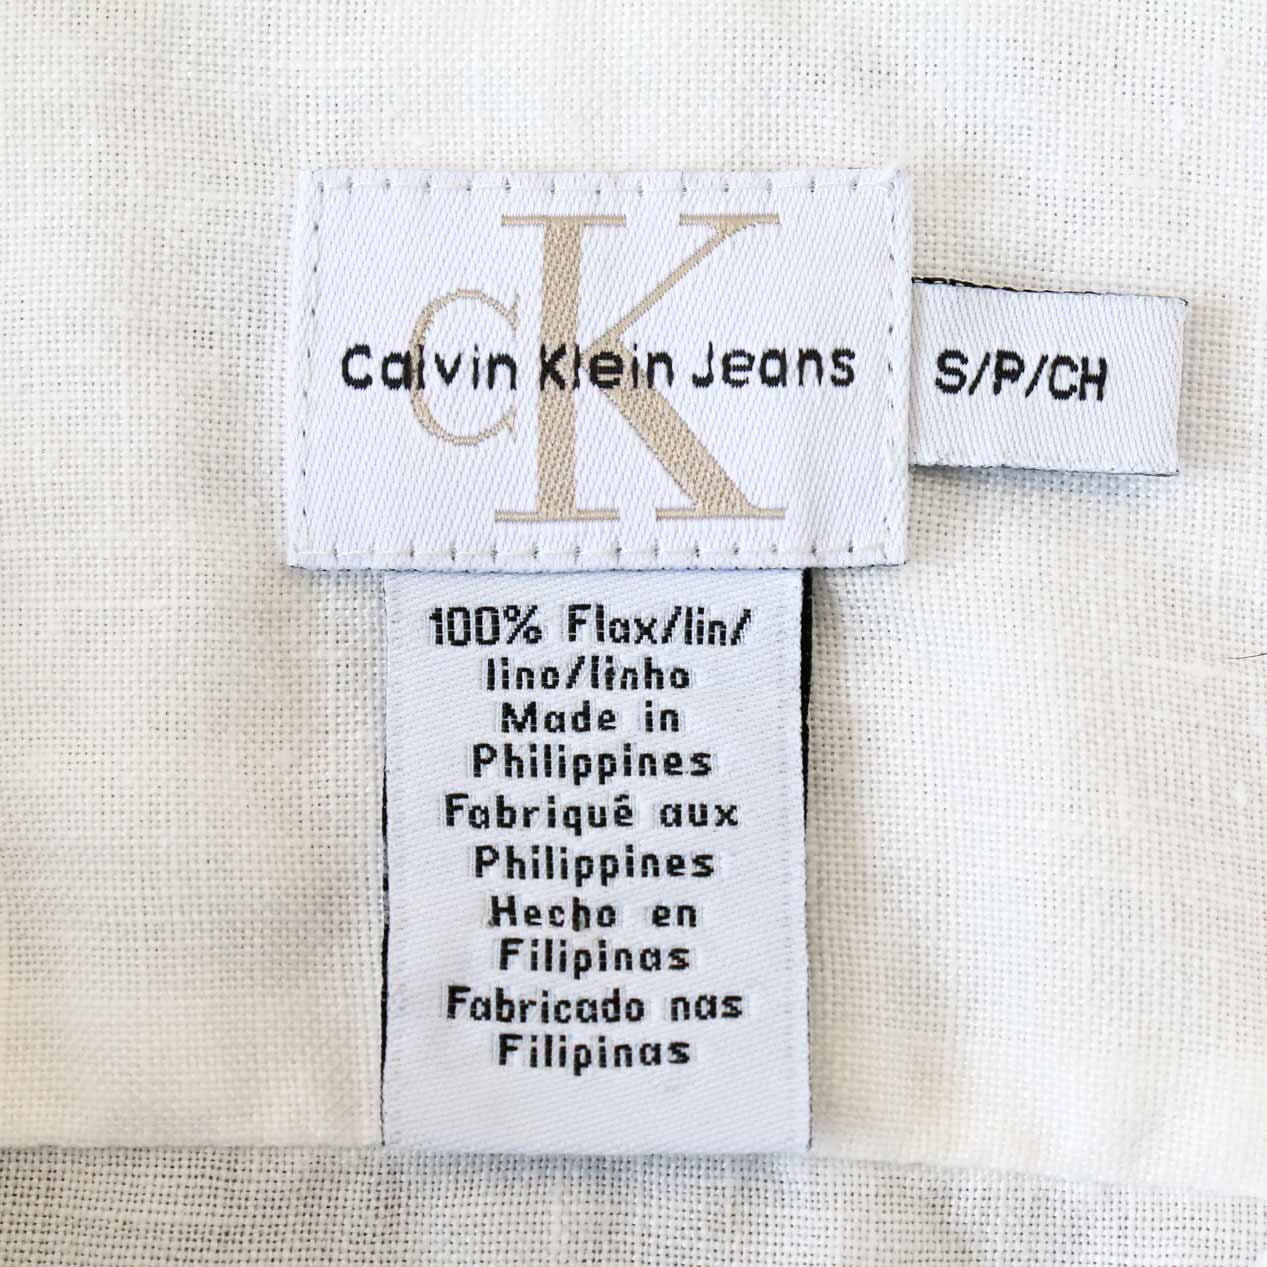 CK
Calvin Klein Jeans
S/P/CH
100% Flax/lin/
lino/linho
Made in
Philippines
Fabriqué aux
Philippines
Hecho en
Filipinas
Fabricado nas
Filipinas